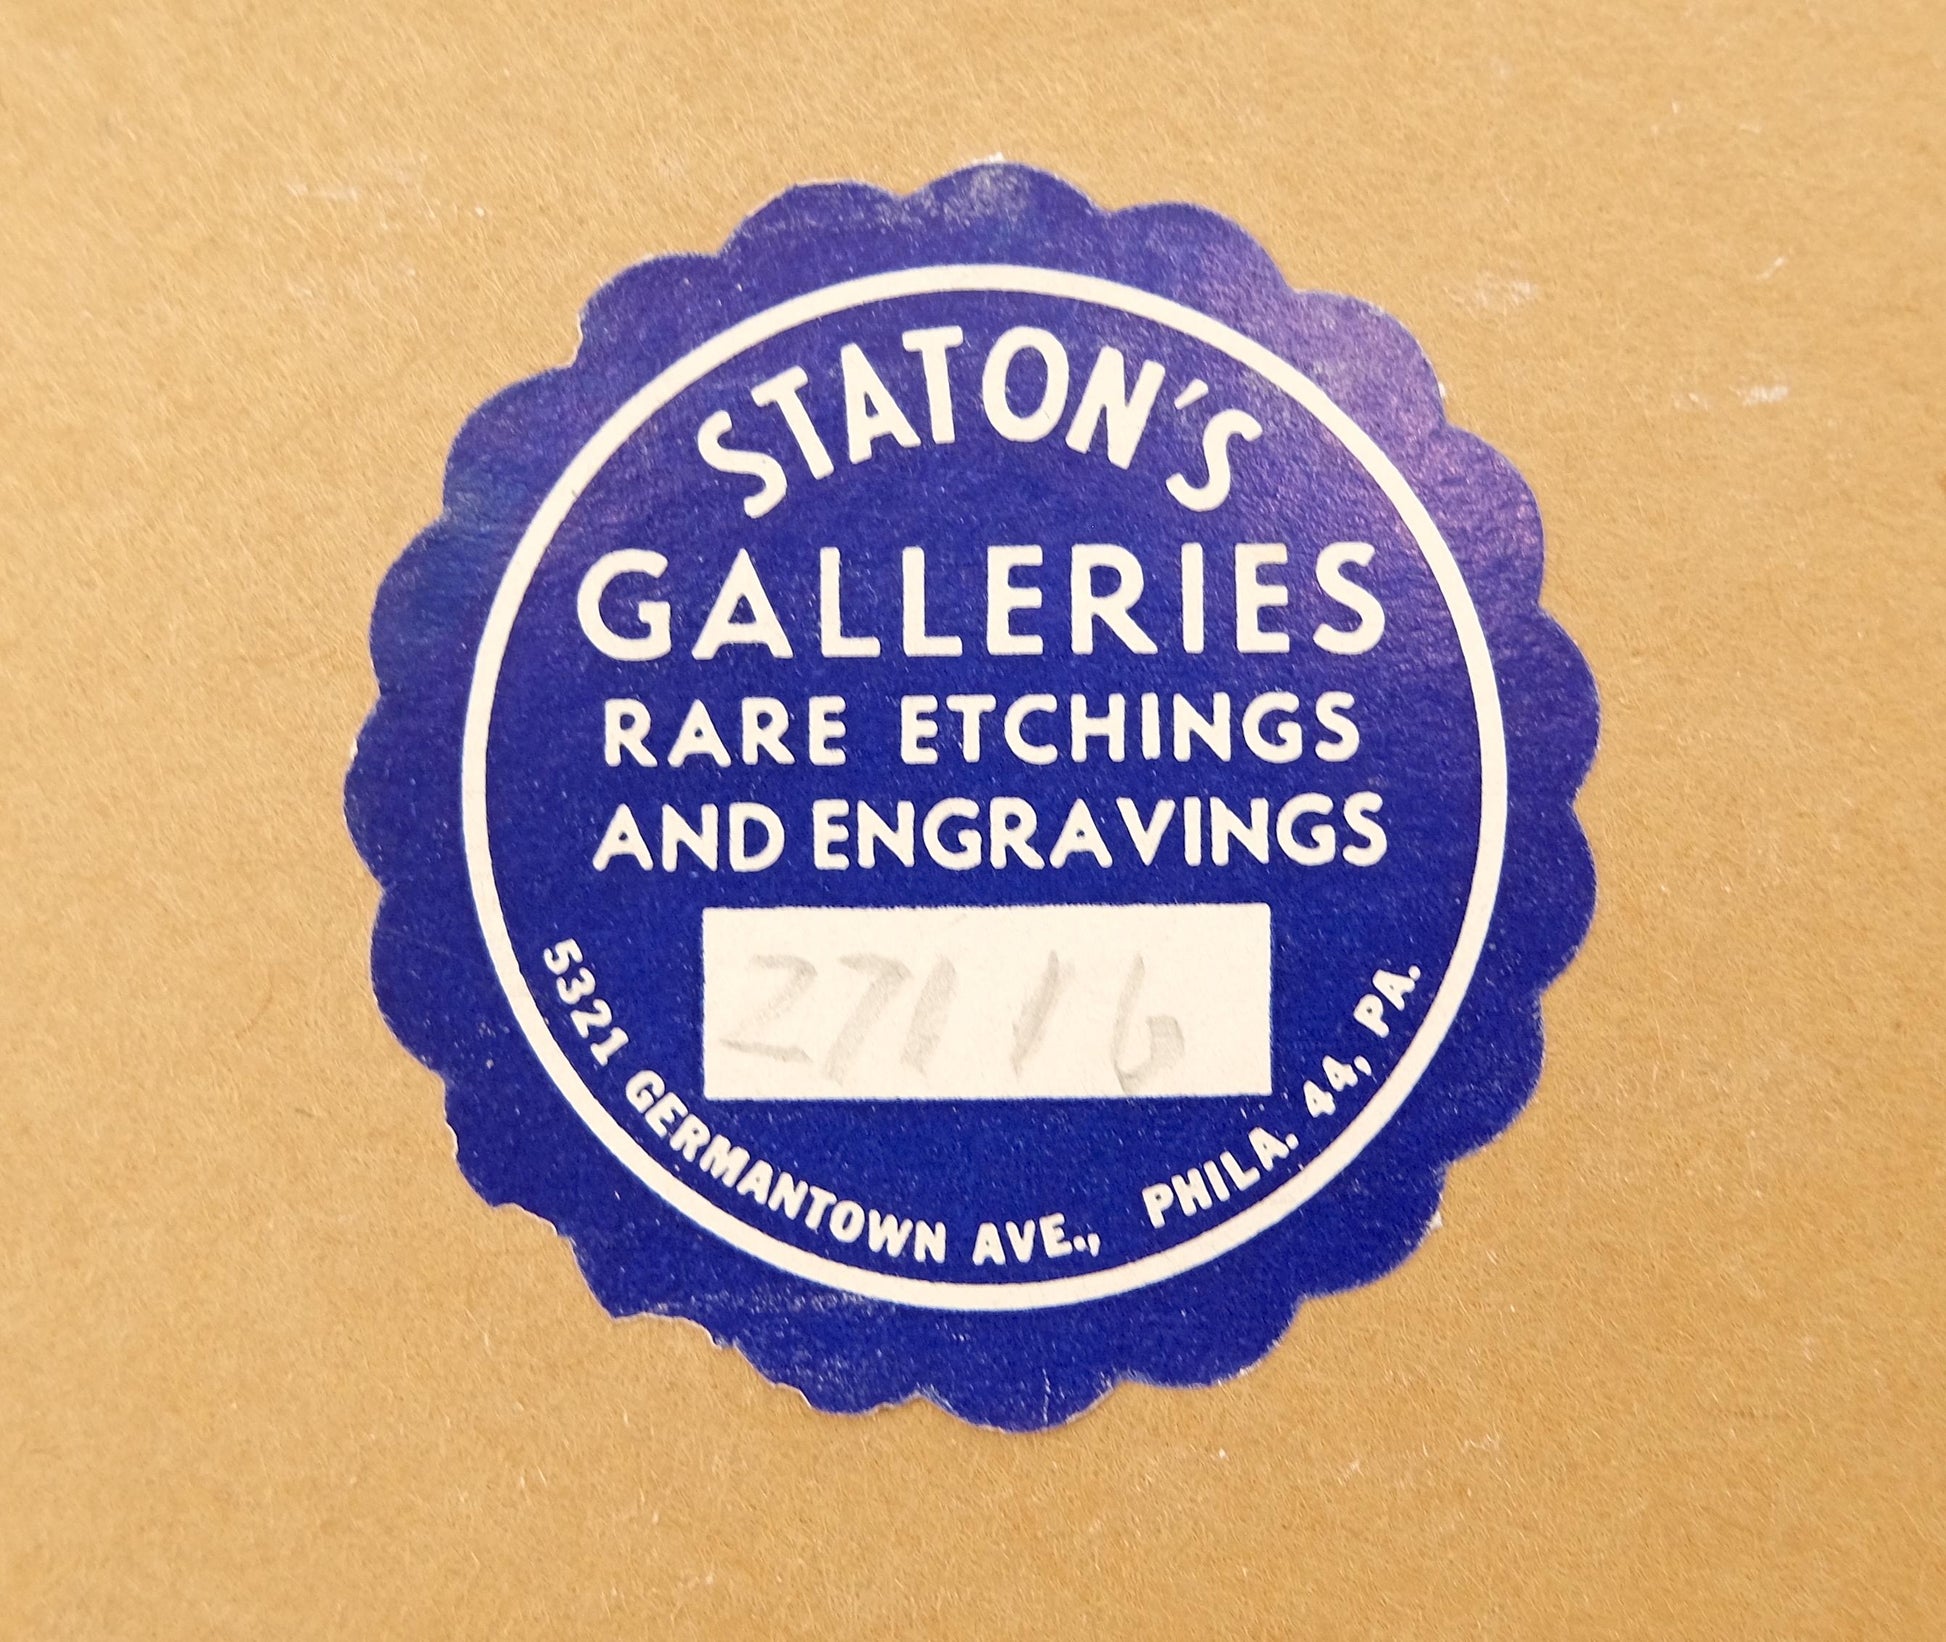 STATON'S
GALLERIES
RARE ETCHINGS
AND ENGRAVINGS
27116
5321 GERMANTOWN AVE., PHILA. 44, PA.